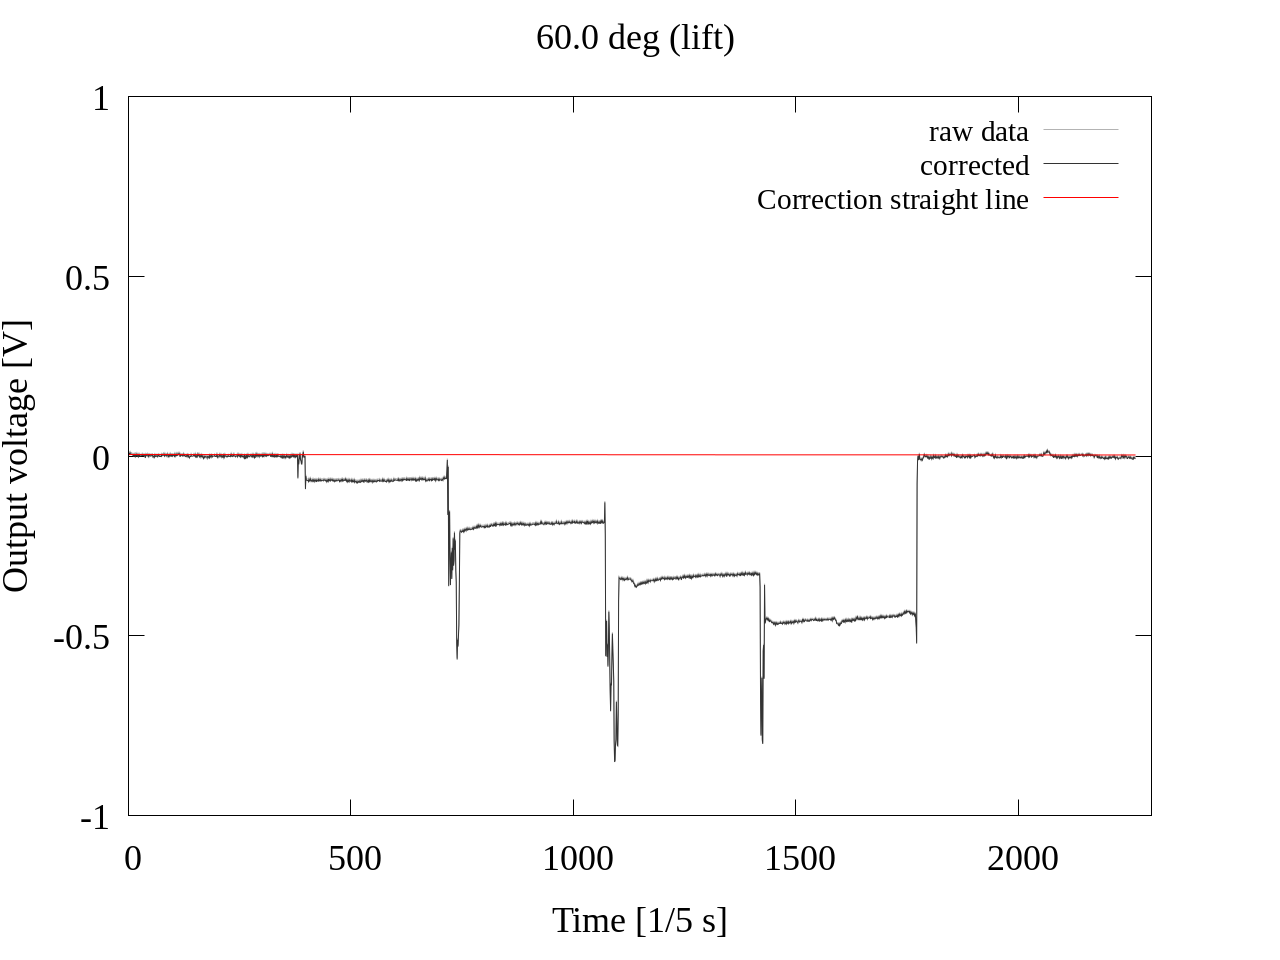 60.0 deg (lift)
raw data
corrected
Correction straight line
1
0.5
0
-0.5
-1
Output voltage [V]
0 500 1000 1500 2000
Time [1/5 s]